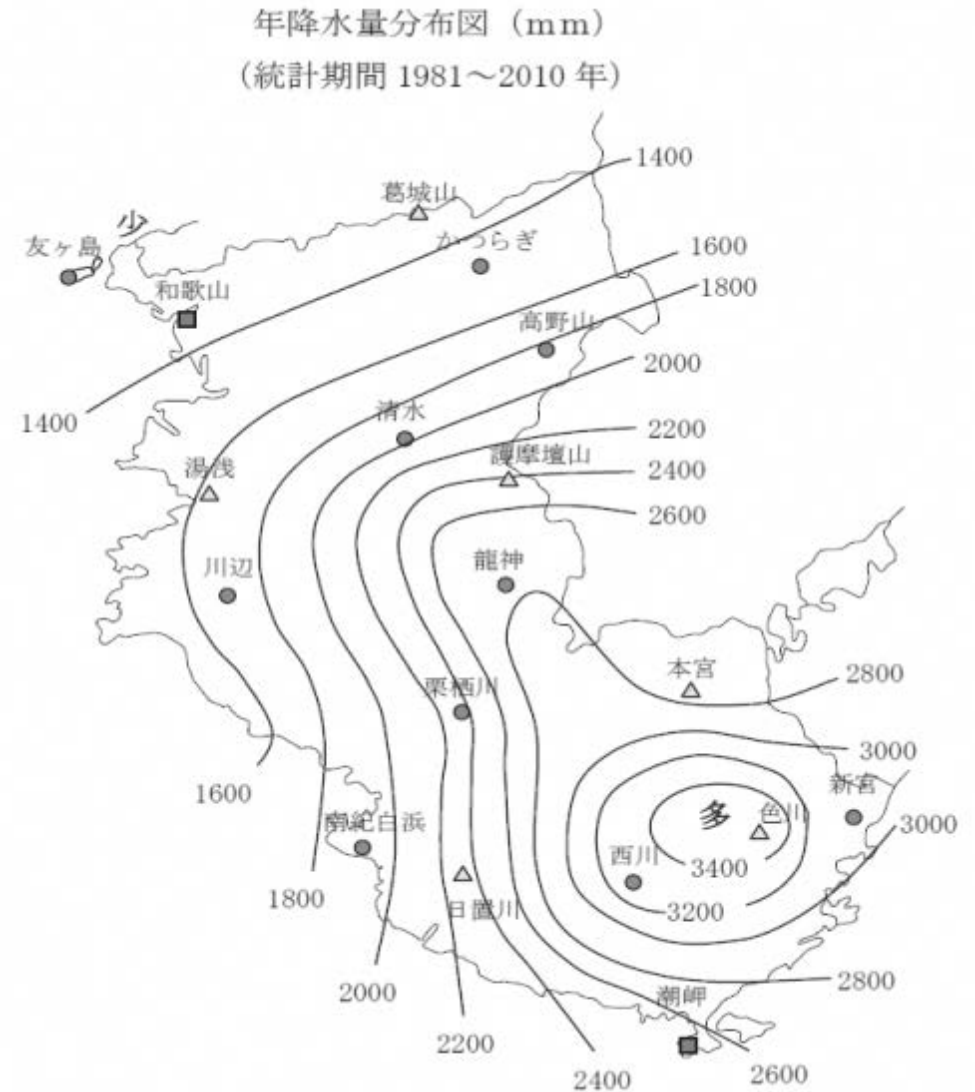 年降水量分布図（ｍｍ）
（統計期間 1981～2010 年）
1400
葛城山
少
友ヶ島
かつらぎ
1600
和歌山
1800
高野山
2000
1400
清水
2200
護摩壇山
2400
湯浅
2600
龍神
川辺
本宮
2800
栗栖川
3000
新宮
1600
多
色川
南紀白浜
3000
西川
3400
1800
日置川
3200
2000
潮岬
2800
2200
2400
2600